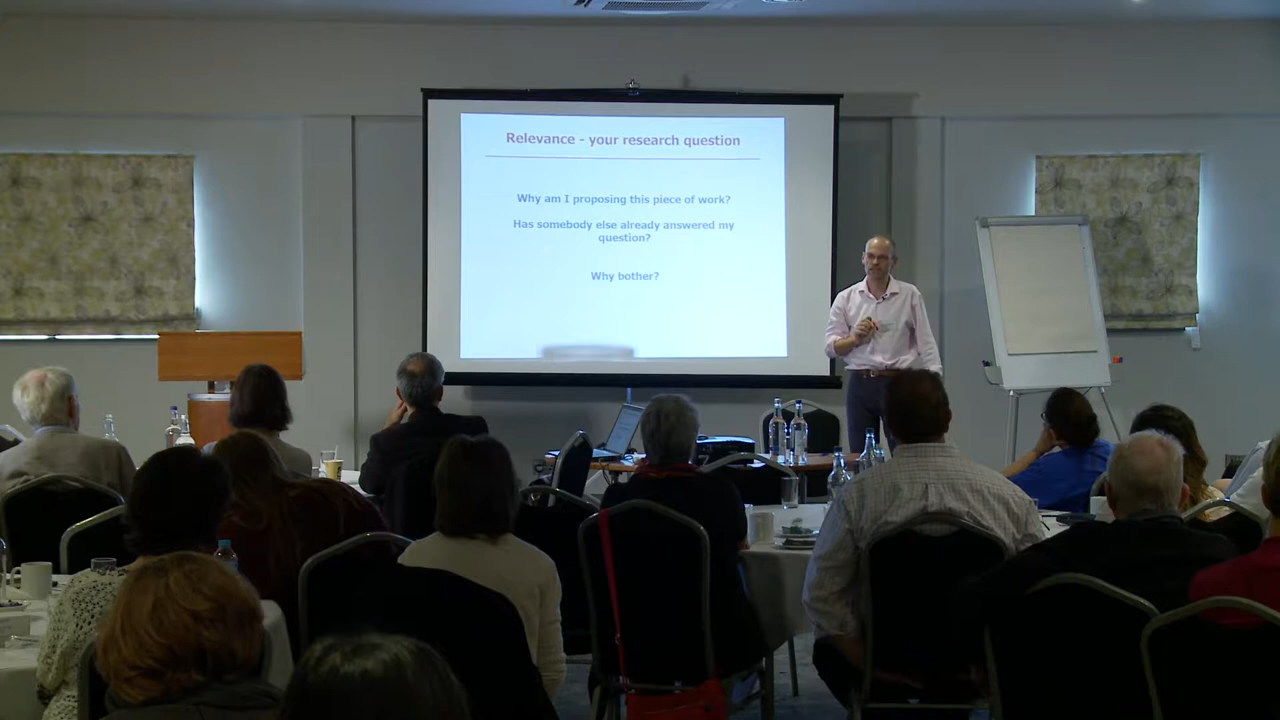 Relevance - your research question
Why am I proposing this piece of work?
Has somebody else already answered my
question?
Why bother?